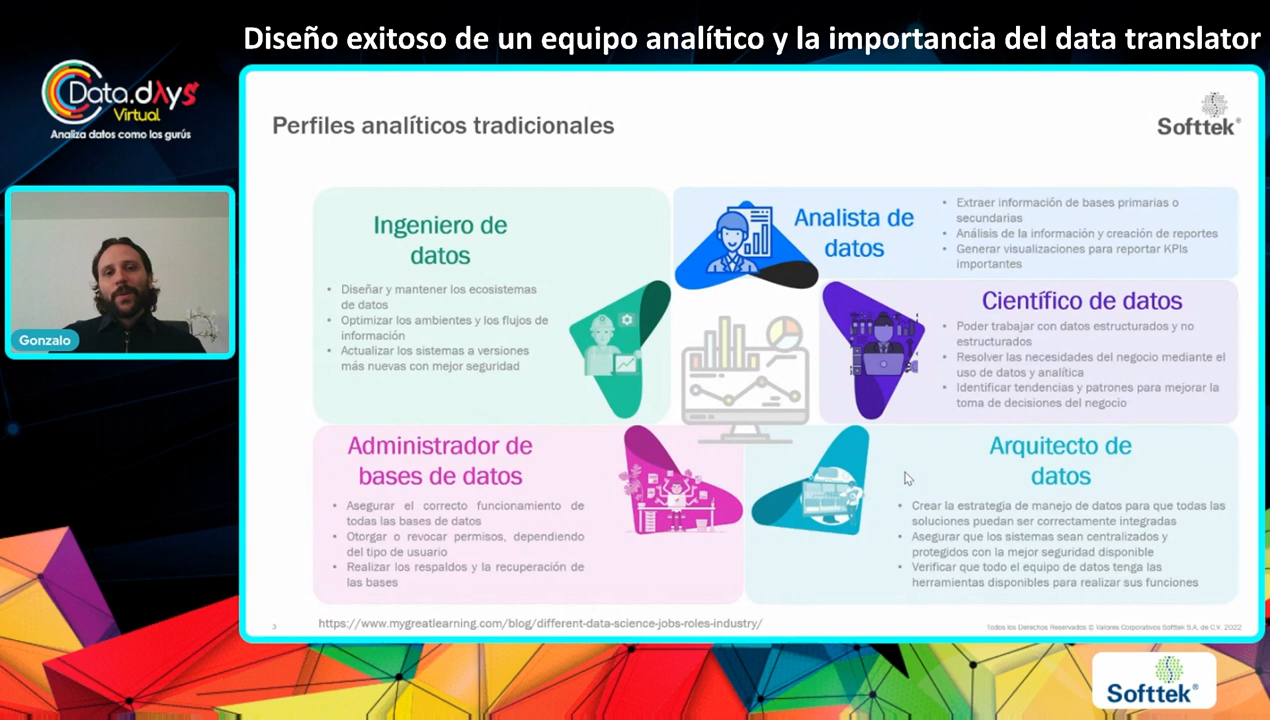 Diseño exitoso de un equipo analítico y la importancia del data translator
Data.dAys
Virtual
Analiza datos como los gurús
Gonzalo
Perfiles analíticos tradicionales
Softtek®
Ingeniero de
datos
• Diseñar y mantener los ecosistemas
de datos
• Optimizar los ambientes y los flujos de
información
• Actualizar los sistemas a versiones
más nuevas con mejor seguridad
Analista de
datos
• Extraer información de bases primarias o
secundarias
• Análisis de la información y creación de reportes
• Generar visualizaciones para reportar KPIs
importantes
Científico de datos
• Poder trabajar con datos estructurados y no
estructurados
• Resolver las necesidades del negocio mediante el
uso de datos y analítica
• Identificar tendencias y patrones para mejorar la
toma de decisiones del negocio
Administrador de
bases de datos
• Asegurar el correcto funcionamiento de
todas las bases de datos
• Otorgar o revocar permisos, dependiendo
del tipo de usuario
• Realizar los respaldos y la recuperación de
las bases
Arquitecto de
datos
• Crear la estrategia de manejo de datos para que todas las
soluciones puedan ser correctamente integradas
• Asegurar que los sistemas sean centralizados y
protegidos con la mejor seguridad disponible
• Verificar que todo el equipo de datos tenga las
herramientas disponibles para realizar sus funciones
3
https://www.mygreatlearning.com/blog/different-data-science-jobs-roles-industry/
Todos los Derechos Reservados © Valores Corporativos Softtek S.A. de C.V. 2022
Softtek®